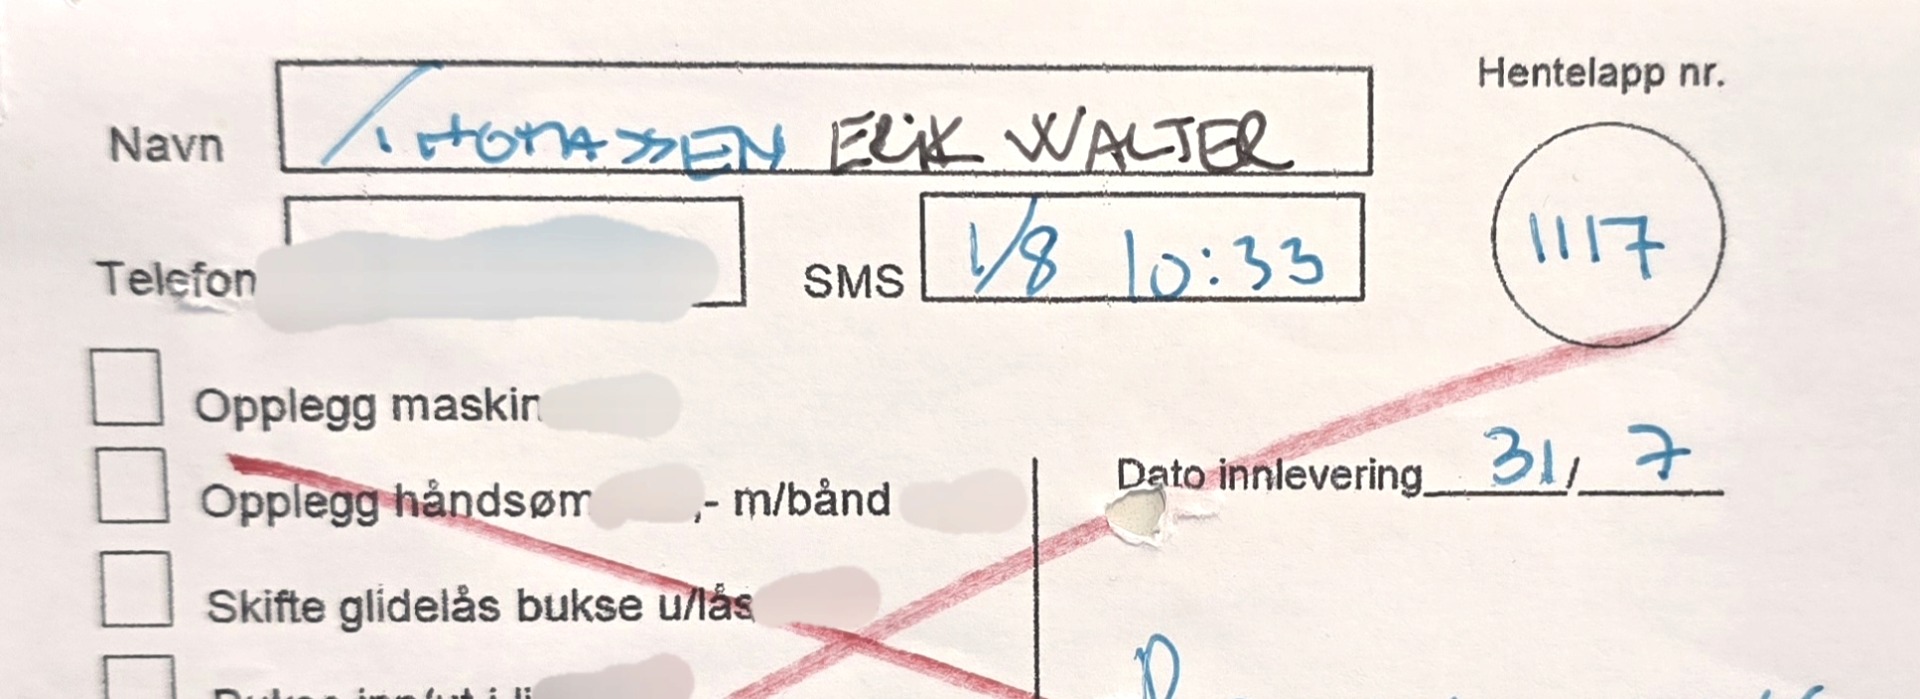 Hentelapp nr.
Navn THOMASSEN ERIK WALTER
Telefon SMS 1/8 10:33
1117
Opplegg maskin
Dato innlevering 31/7
Opplegg håndsøm ,- m/bånd
Skifte glidelås bukse u/lås